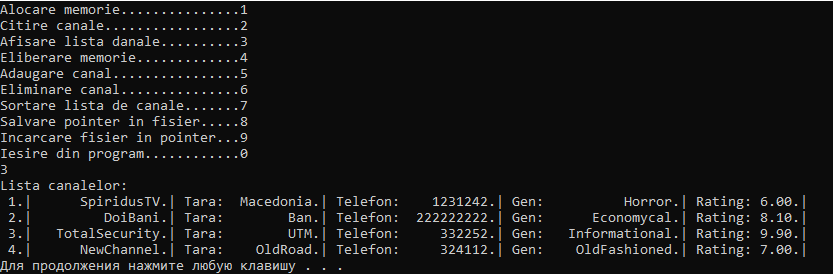 Alocare memorie...............1
Citire canale.................2
Afisare lista danale..........3
Eliberare memorie.............4
Adaugare canal................5
Eliminare canal...............6
Sortare lista de canale.......7
Salvare pointer in fisier.....8
Incarcare fisier in pointer...9
Iesire din program............0
3
Lista canalelor:
 1.|      SpiridusTV.| Tara:  Macedonia.| Telefon:    1231242.| Gen:          Horror.| Rating: 6.00.|
 2.|         DoiBani.| Tara:        Ban.| Telefon:  222222222.| Gen:      Economycal.| Rating: 8.10.|
 3.|   TotalSecurity.| Tara:        UTM.| Telefon:     332252.| Gen:   Informational.| Rating: 9.90.|
 4.|      NewChannel.| Tara:    OldRoad.| Telefon:     324112.| Gen:    OldFashioned.| Rating: 7.00.|
Для продолжения нажмите любую клавишу . . .